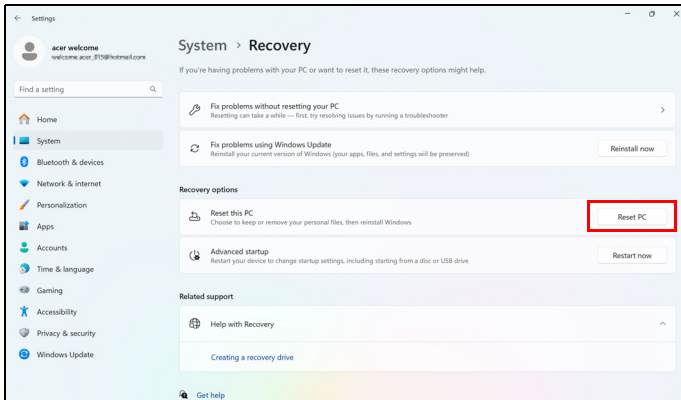 Settings
acer welcome
welcome.acer_815@hotmail.com
Find a setting
Home
System
Bluetooth & devices
Network & internet
Personalization
Apps
Accounts
Time & language
Gaming
Accessibility
Privacy & security
Windows Update
System > Recovery
If you're having problems with your PC or want to reset it, these recovery options might help.
Fix problems without resetting your PC
Resetting can take a while — first, try resolving issues by running a troubleshooter
Fix problems using Windows Update
Reinstall your current version of Windows (your apps, files, and settings will be preserved)
Reinstall now
Recovery options
Reset this PC
Choose to keep or remove your personal files, then reinstall Windows
Reset PC
Advanced startup
Restart your device to change startup settings, including starting from a disc or USB drive
Restart now
Related support
Help with Recovery
Creating a recovery drive
Get help